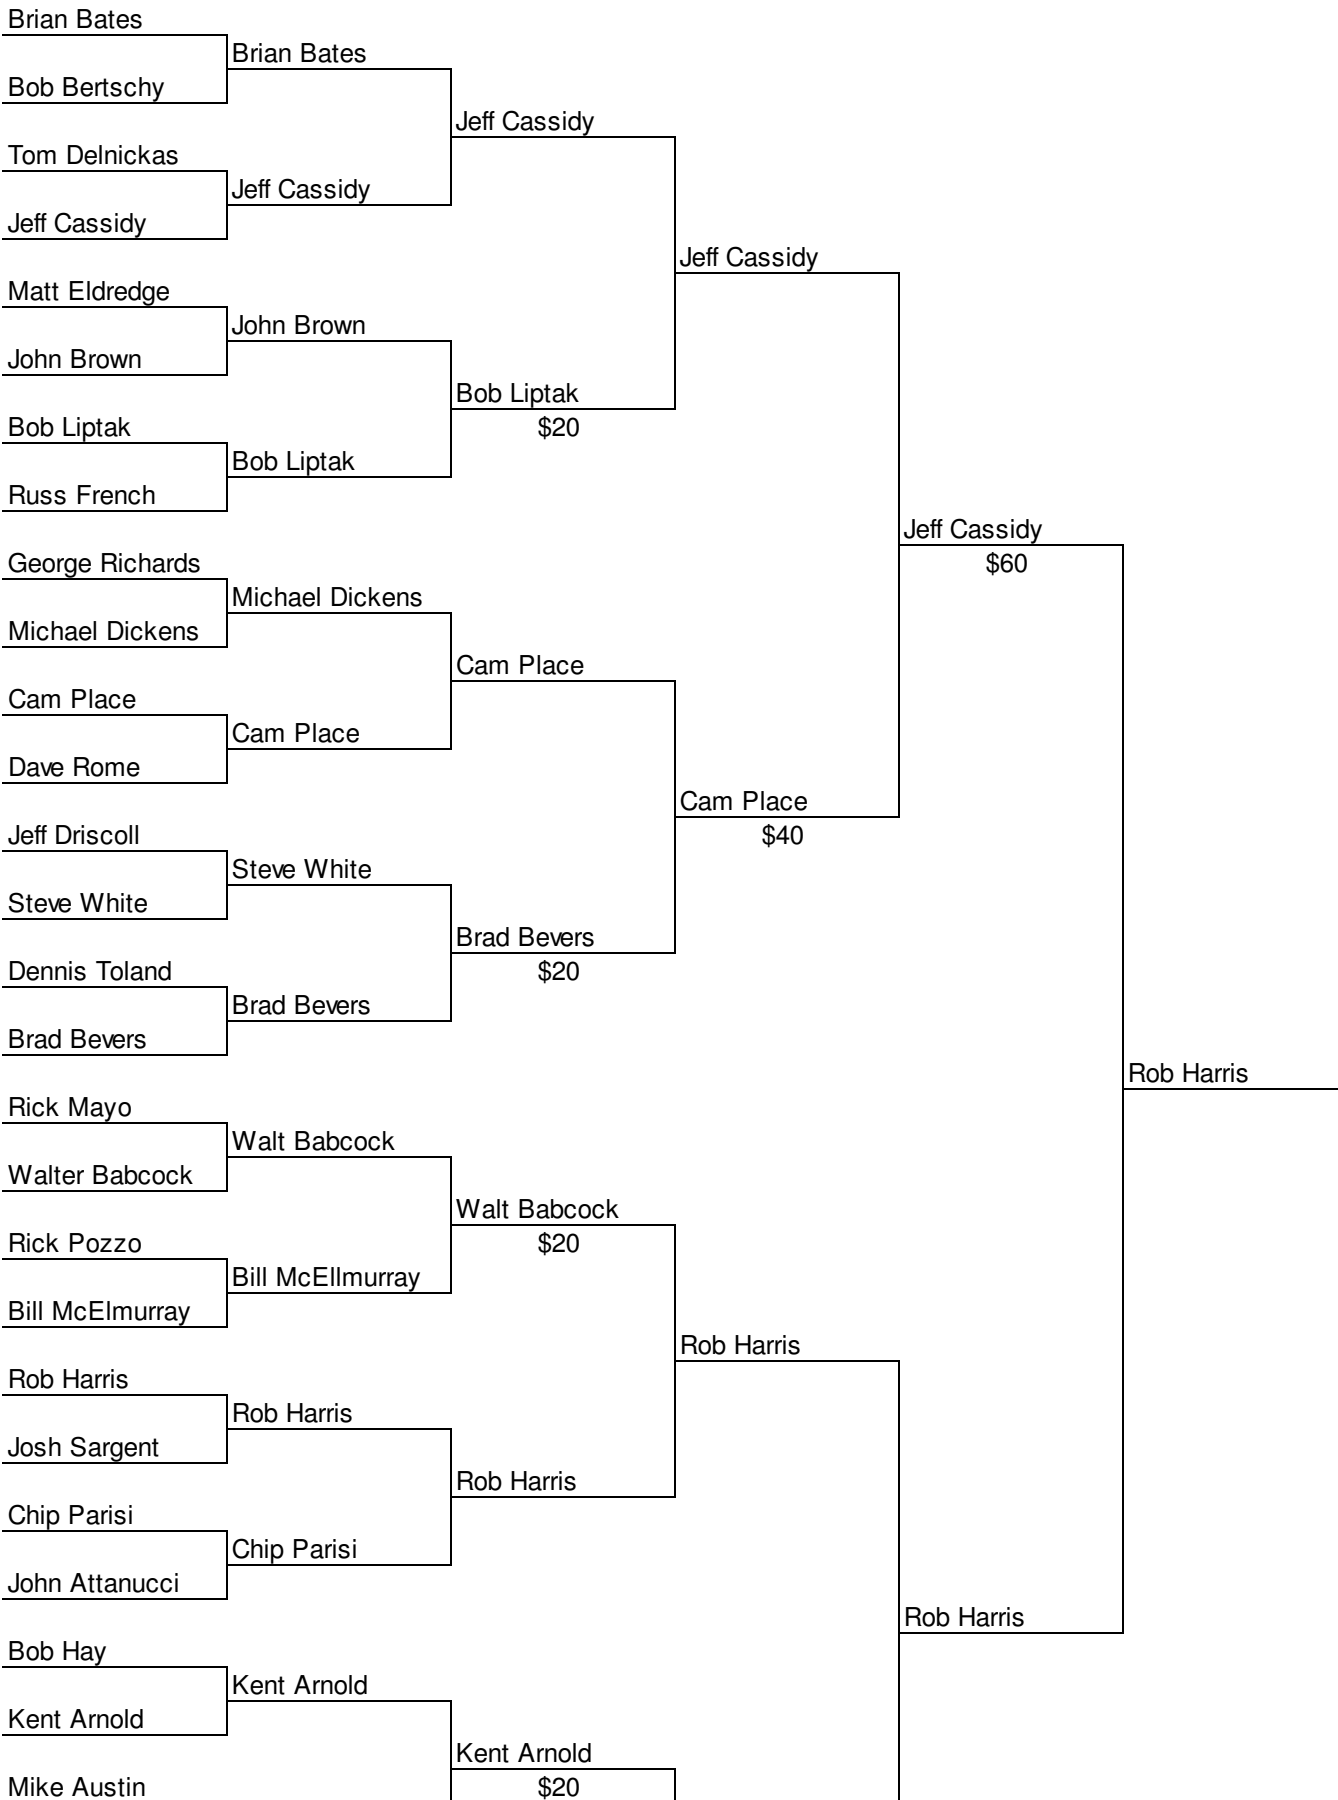 Brian Bates
Brian Bates
Bob Bertschy
Jeff Cassidy
Tom Delnickas
Jeff Cassidy
Jeff Cassidy
Jeff Cassidy
Matt Eldredge
John Brown
John Brown
Bob Liptak
Bob Liptak
$20
Bob Liptak
Russ French
Jeff Cassidy
George Richards
$60
Michael Dickens
Michael Dickens
Cam Place
Cam Place
Cam Place
Dave Rome
Cam Place
Jeff Driscoll
$40
Steve White
Steve White
Brad Bevers
Dennis Toland
$20
Brad Bevers
Brad Bevers
Rob Harris
Rick Mayo
Walt Babcock
Walter Babcock
Walt Babcock
Rick Pozzo
$20
Bill McEllmurray
Bill McElmurray
Rob Harris
Rob Harris
Rob Harris
Josh Sargent
Rob Harris
Chip Parisi
Chip Parisi
John Attanucci
Rob Harris
Bob Hay
Kent Arnold
Kent Arnold
Kent Arnold
Mike Austin
$20